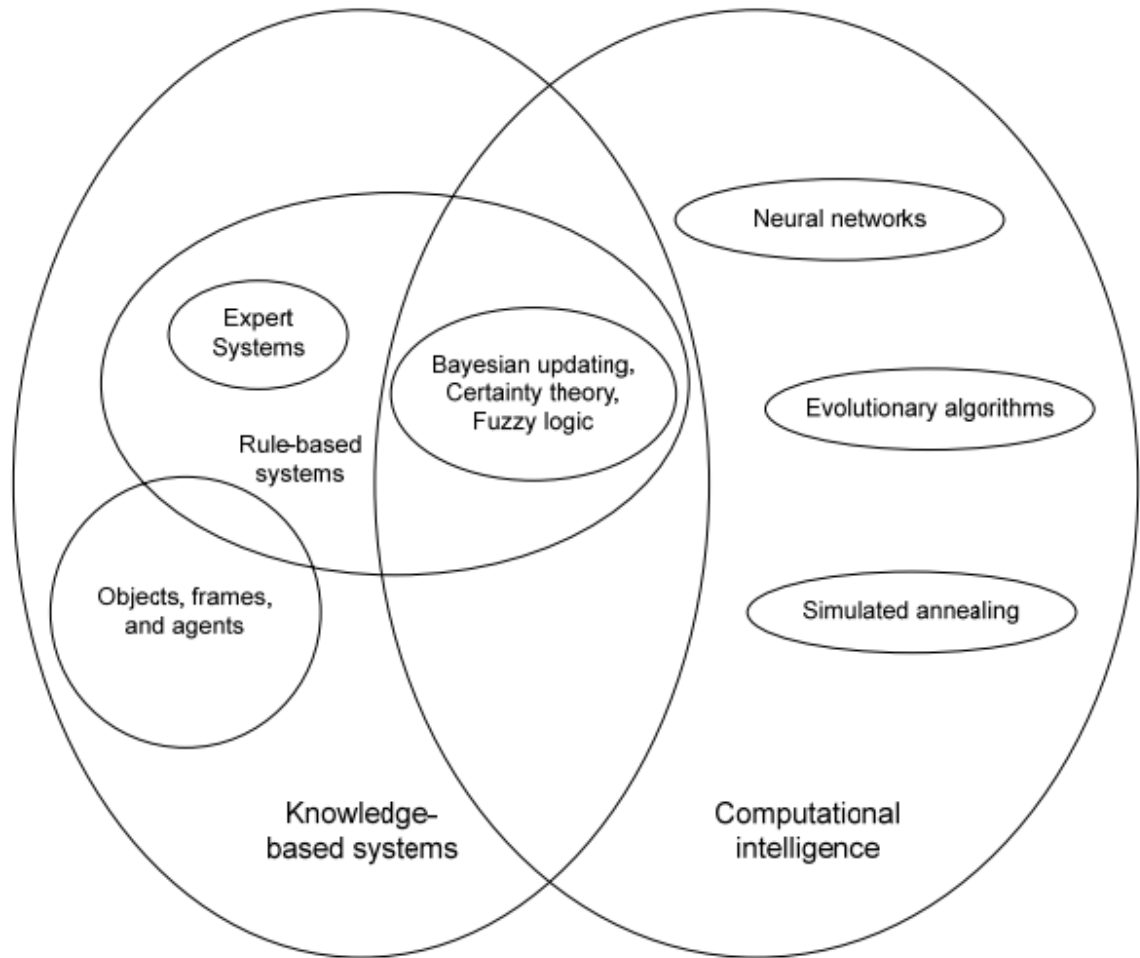 Neural networks
Expert
Systems
Bayesian updating,
Certainty theory,
Fuzzy logic
Evolutionary algorithms
Rule-based
systems
Objects, frames,
and agents
Simulated annealing
Knowledge-
based systems
Computational
intelligence